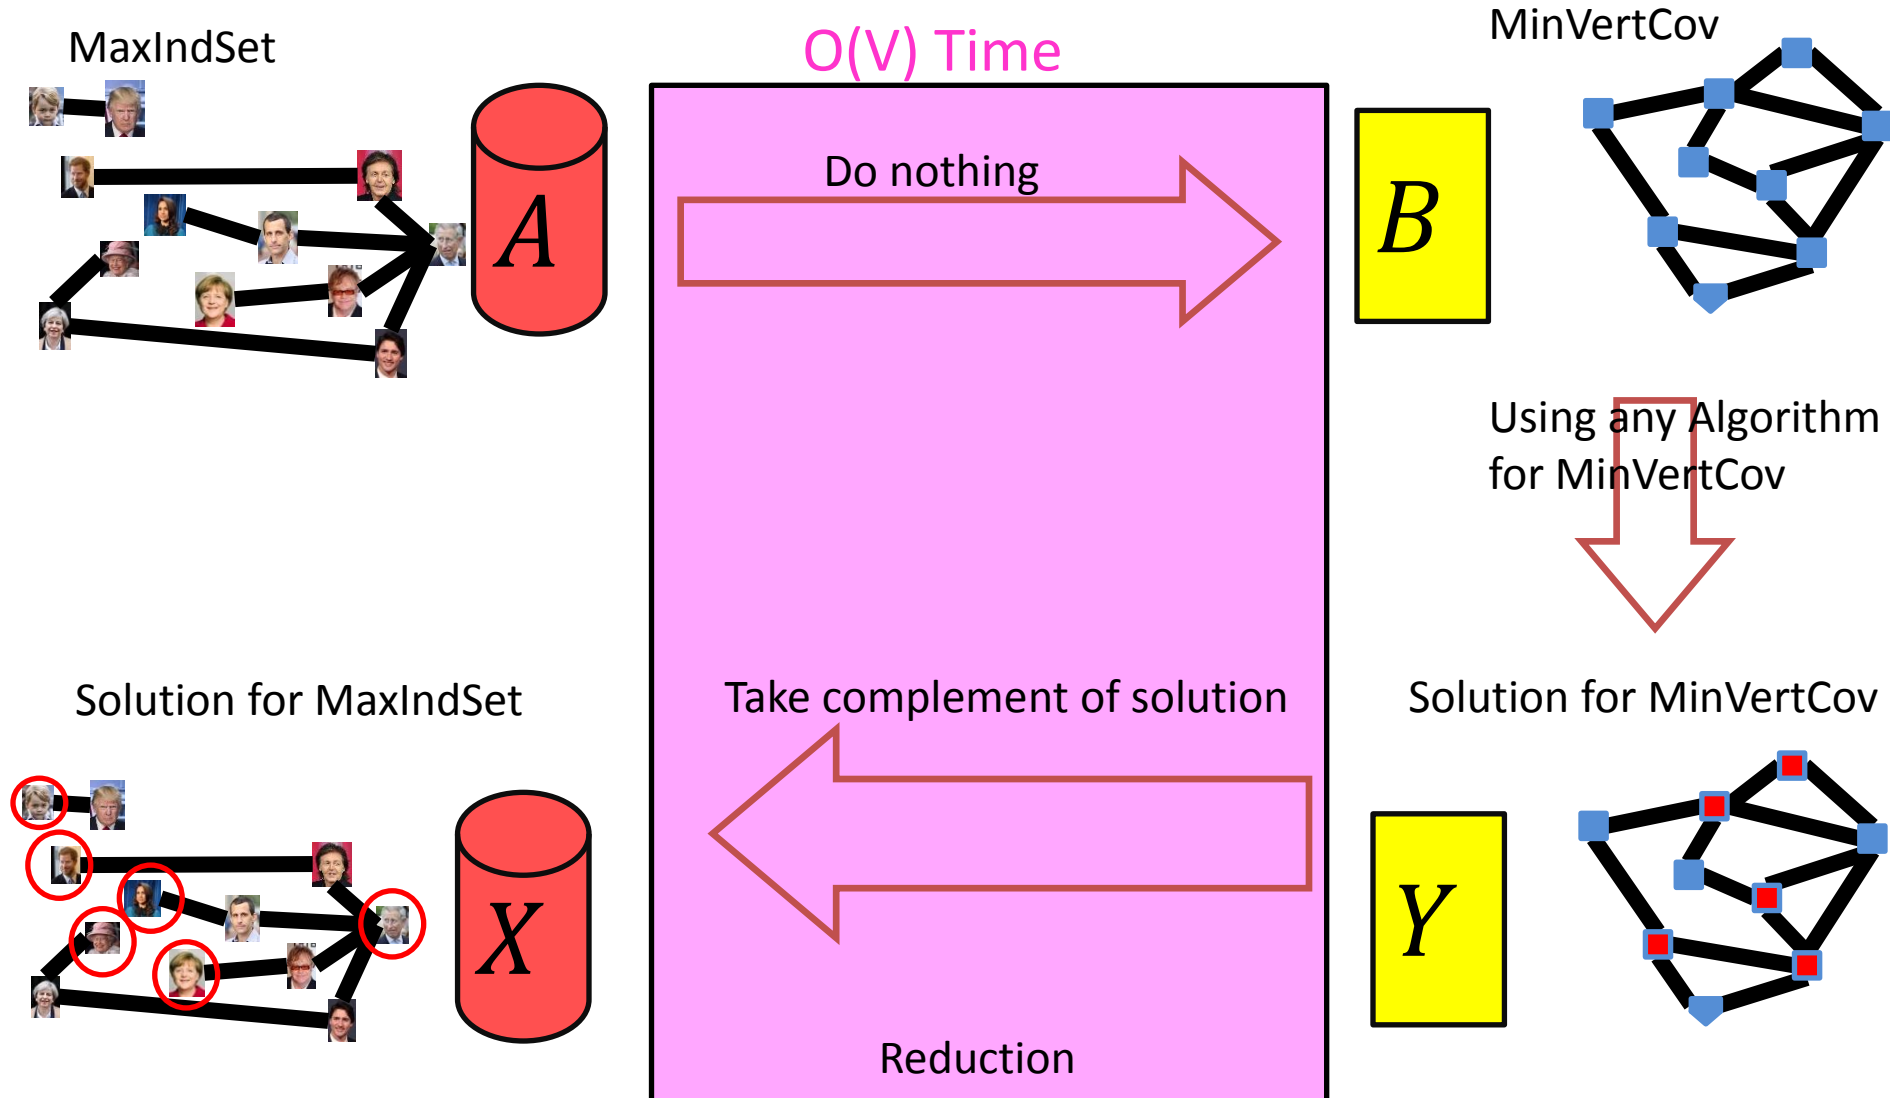 MaxIndSet
O(V) Time
MinVertCov
A
Do nothing
B
Using any Algorithm
for MinVertCov
Solution for MaxIndSet
Take complement of solution
Solution for MinVertCov
X
Y
Reduction